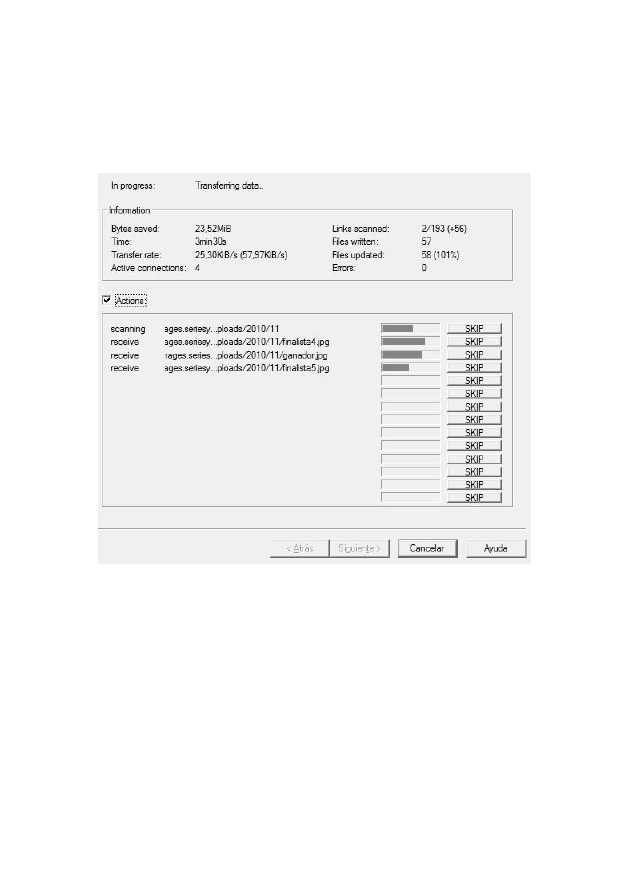 In progress: Transferring data..
Information
Bytes saved: 23,52MiB Links scanned: 2/193 (+56)
Time: 3min30s Files written: 57
Transfer rate: 25,30KiB/s (57,97KiB/s) Files updated: 58 (101%)
Active connections: 4 Errors: 0
Actions:
scanning ages.seriesy...ploads/2010/11 SKIP
receive ages.seriesy...ploads/2010/11/finalista4.jpg SKIP
receive nages.series...ploads/2010/11/ganador.jpg SKIP
receive ages.seriesy...ploads/2010/11/finalista5.jpg SKIP
SKIP
SKIP
SKIP
SKIP
SKIP
SKIP
SKIP
SKIP
SKIP
SKIP
< Atrás Siguiente > Cancelar Ayuda